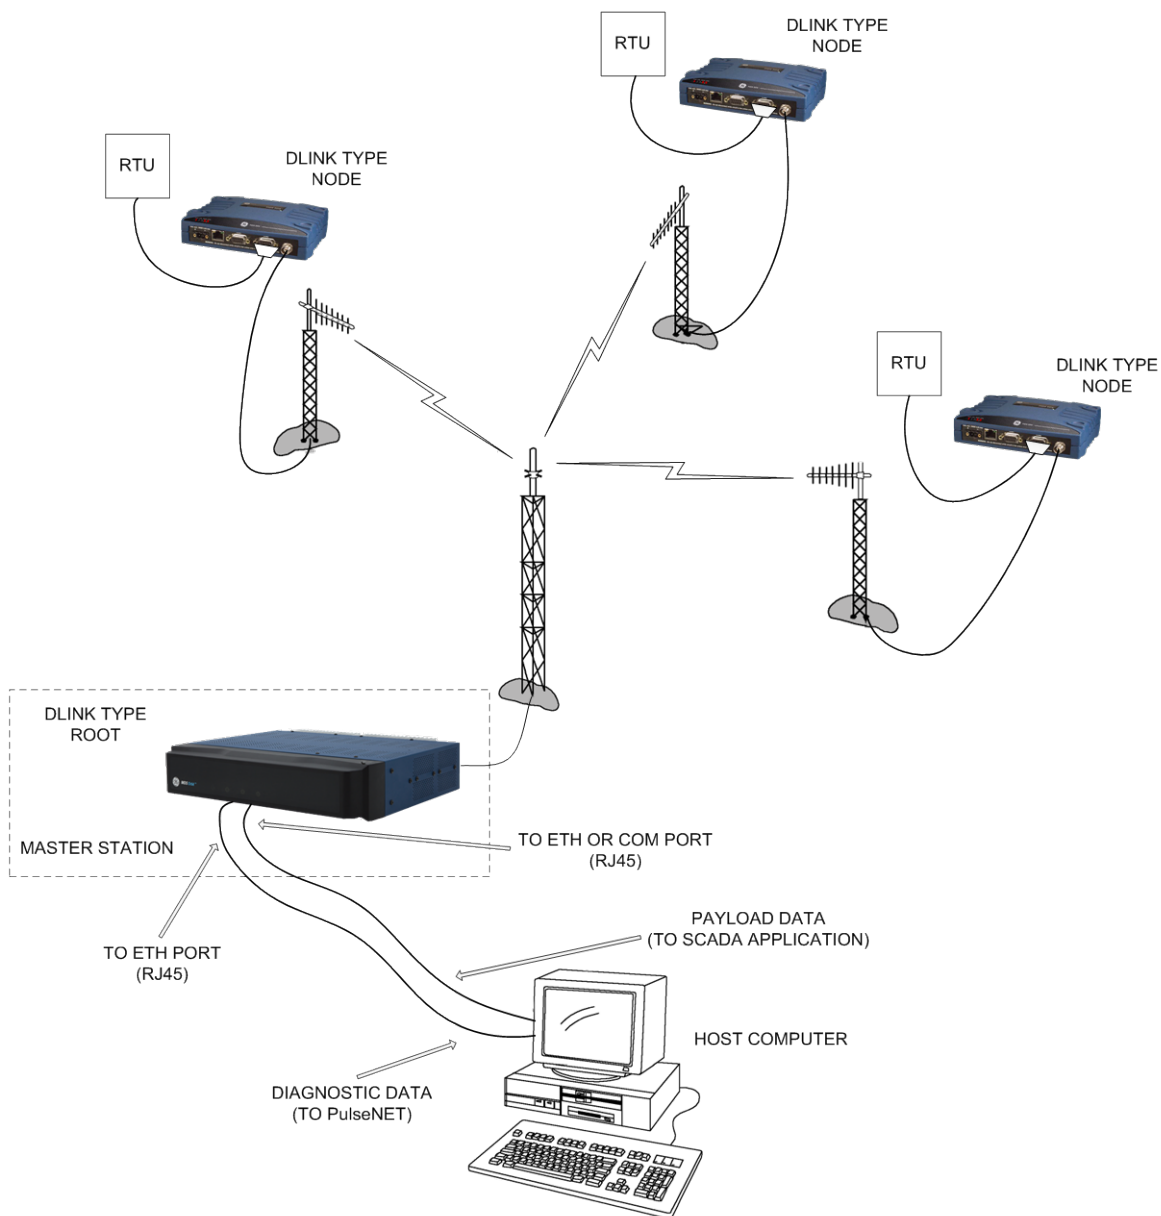 RTU
DLINK TYPE
NODE
RTU
DLINK TYPE
NODE
RTU
DLINK TYPE
NODE
DLINK TYPE
ROOT
MASTER STATION
TO ETH OR COM PORT
(RJ45)
TO ETH PORT
(RJ45)
PAYLOAD DATA
(TO SCADA APPLICATION)
HOST COMPUTER
DIAGNOSTIC DATA
(TO PulseNET)